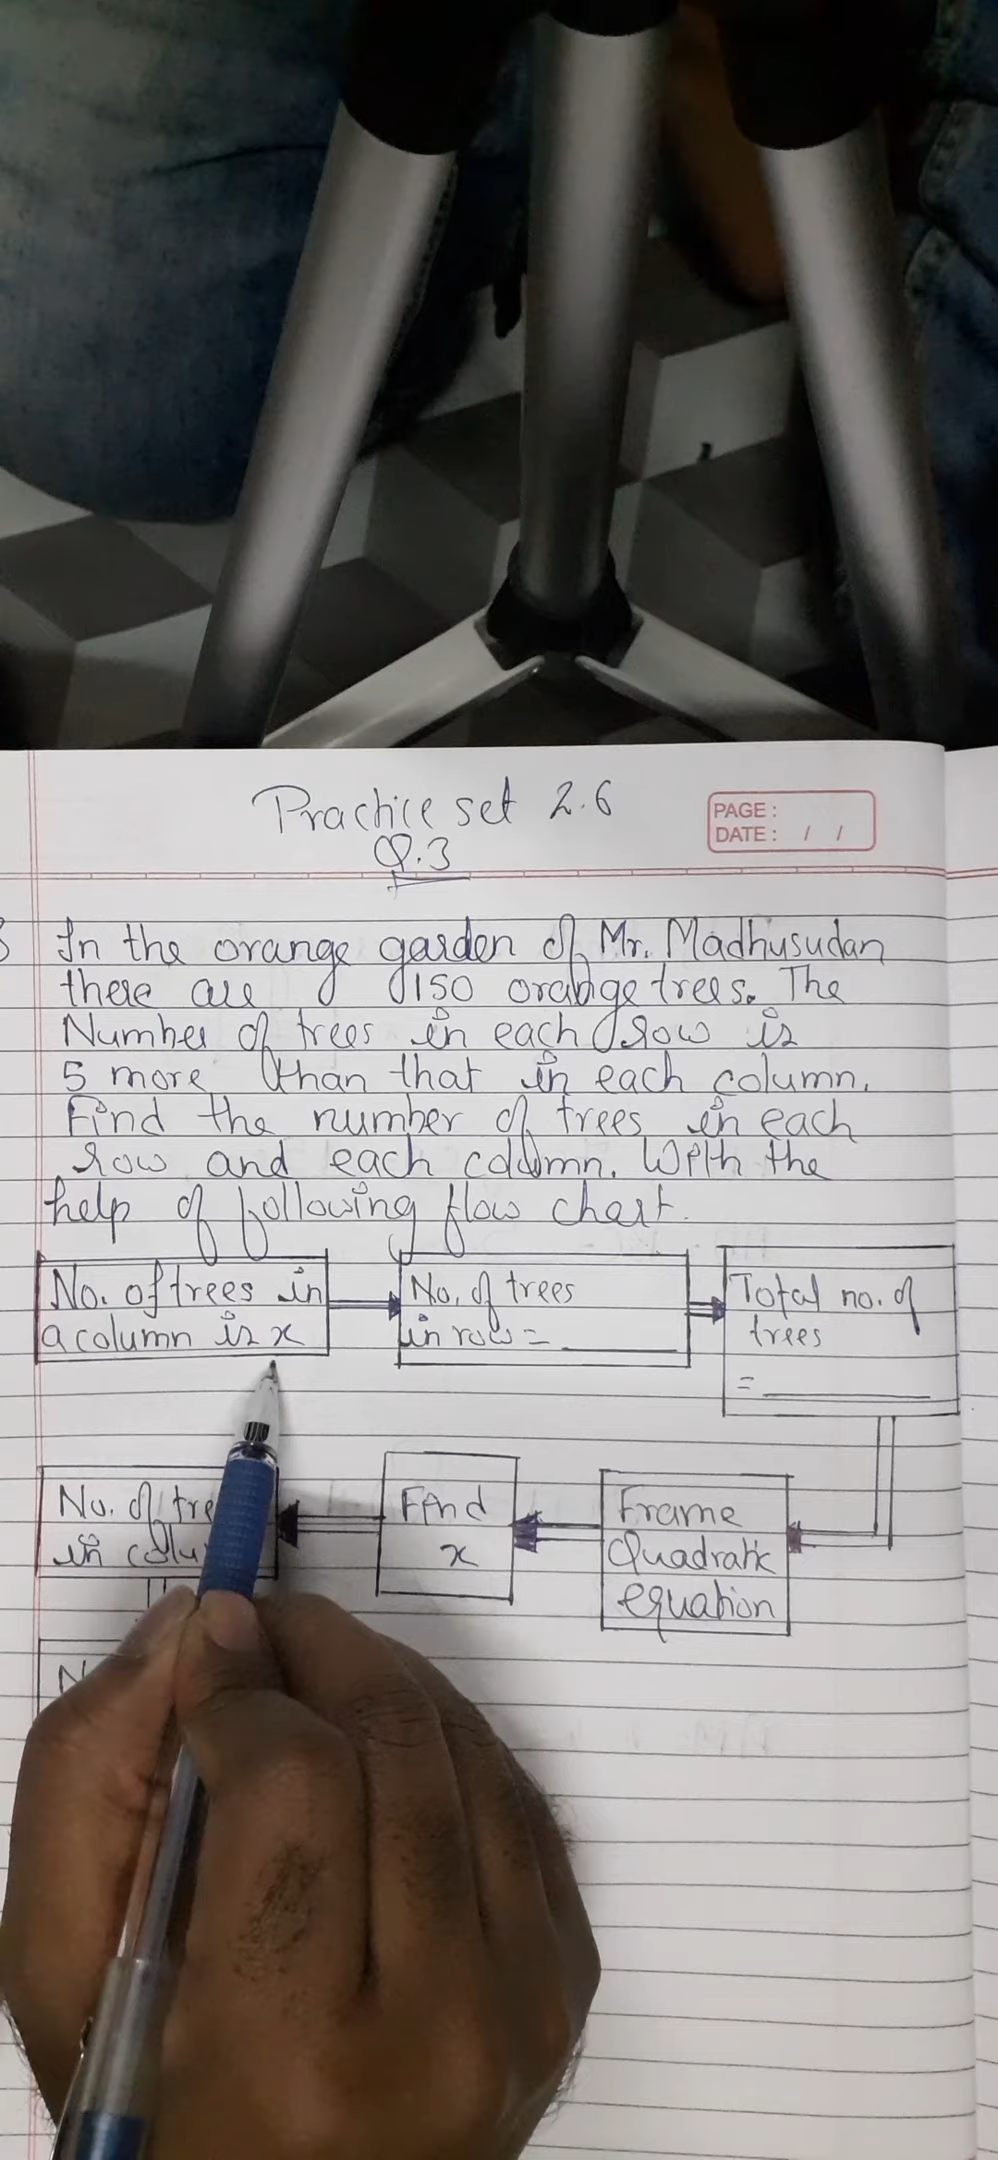 Practice set 2.6
Q.3
PAGE :
DATE : / /
3 In the orange garden of Mr. Madhusudan
there are 150 orange trees. The
Number of trees in each row is
5 more than that in each column.
Find the number of trees in each
row and each column. With the
help of following flow chart.
No. of trees in
a column is x
No. of trees
in row =
Total no. of
trees
=
No. of
in
Find
x
Frame
Quadratic
equation